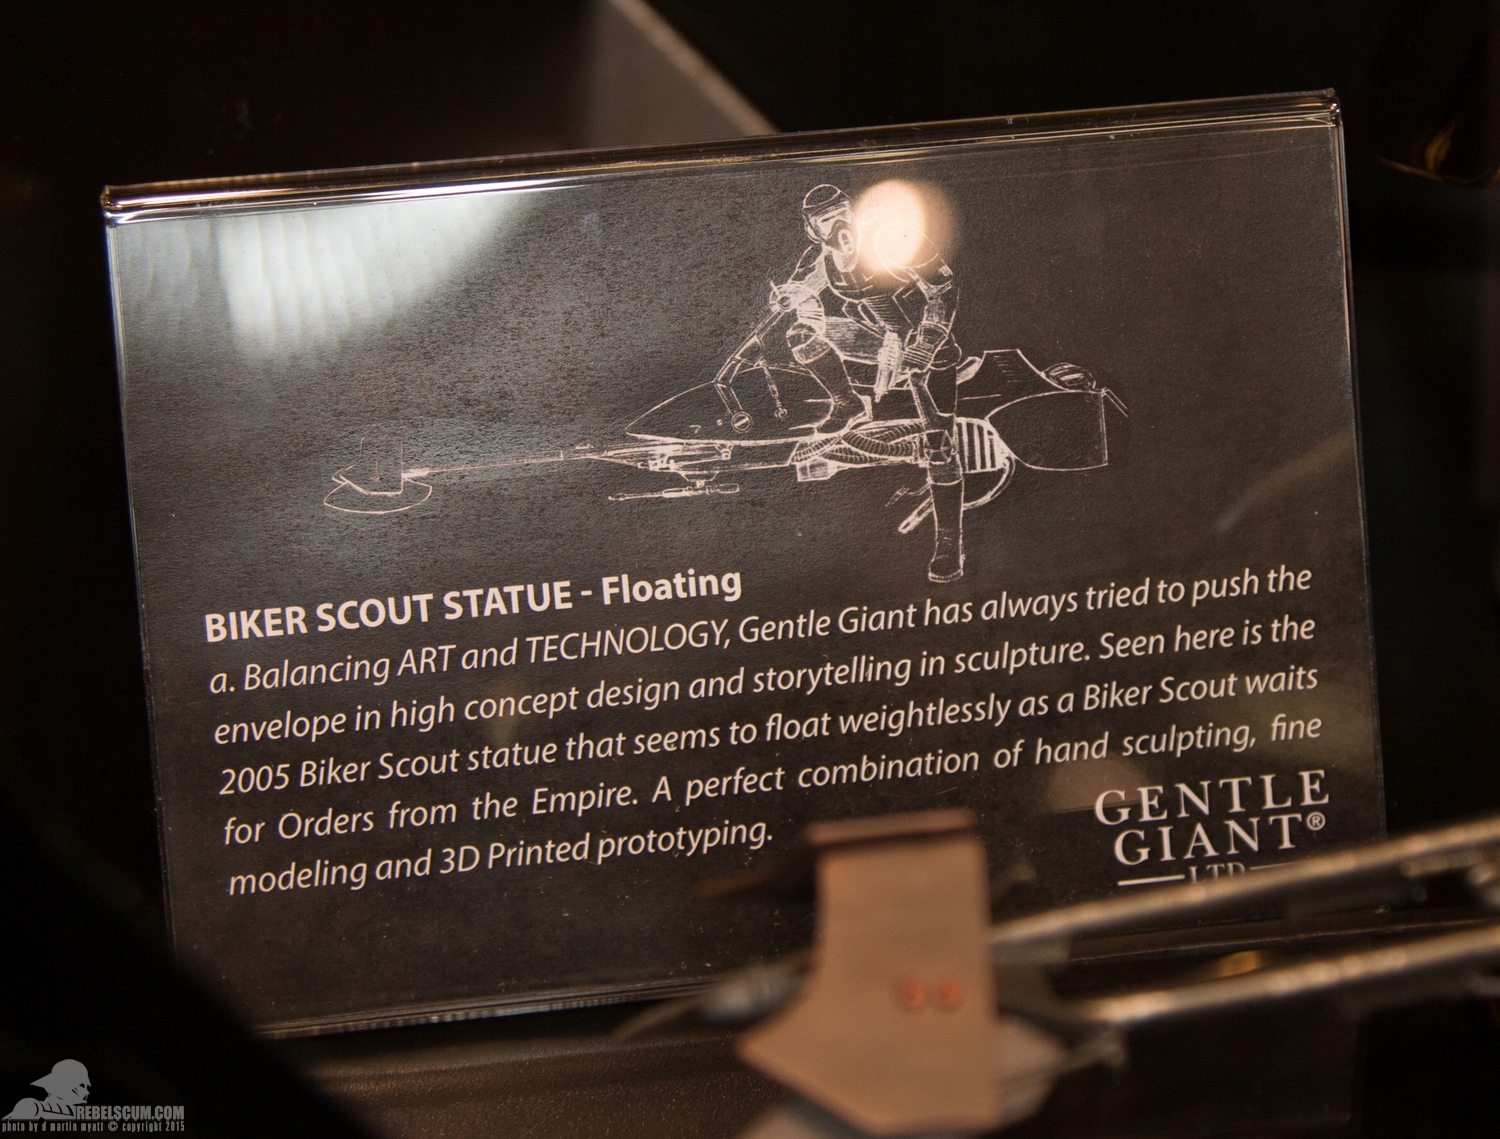 BIKER SCOUT STATUE - Floating
a. Balancing ART and TECHNOLOGY, Gentle Giant has always tried to push the
envelope in high concept design and storytelling in sculpture. Seen here is the
2005 Biker Scout statue that seems to float weightlessly as a Biker Scout waits
for Orders from the Empire. A perfect combination of hand sculpting, fine
modeling and 3D Printed prototyping.
GENTLE
GIANT®
LTD
REBELSCUM.COM
photo by d martin myatt © copyright 2015